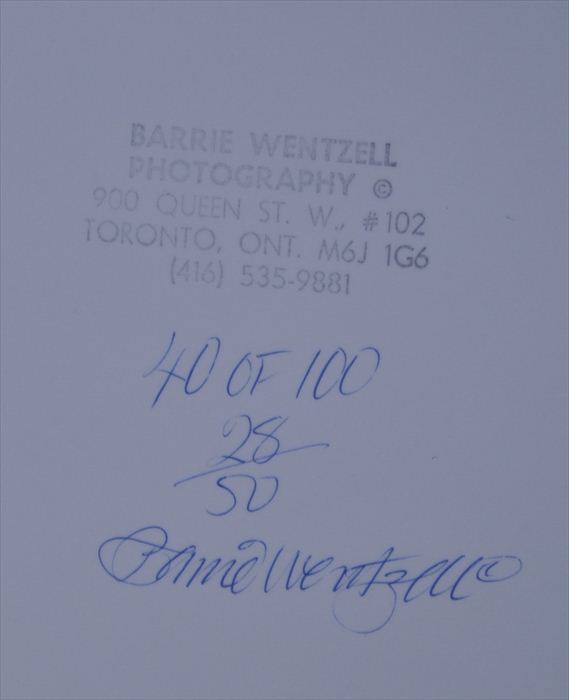 BARRIE WENTZELL
PHOTOGRAPHY ©
900 QUEEN ST. W., #102
TORONTO, ONT. M6J 1G6
(416) 535-9881
40 OF 100
28
50
Barrie Wentzell ©